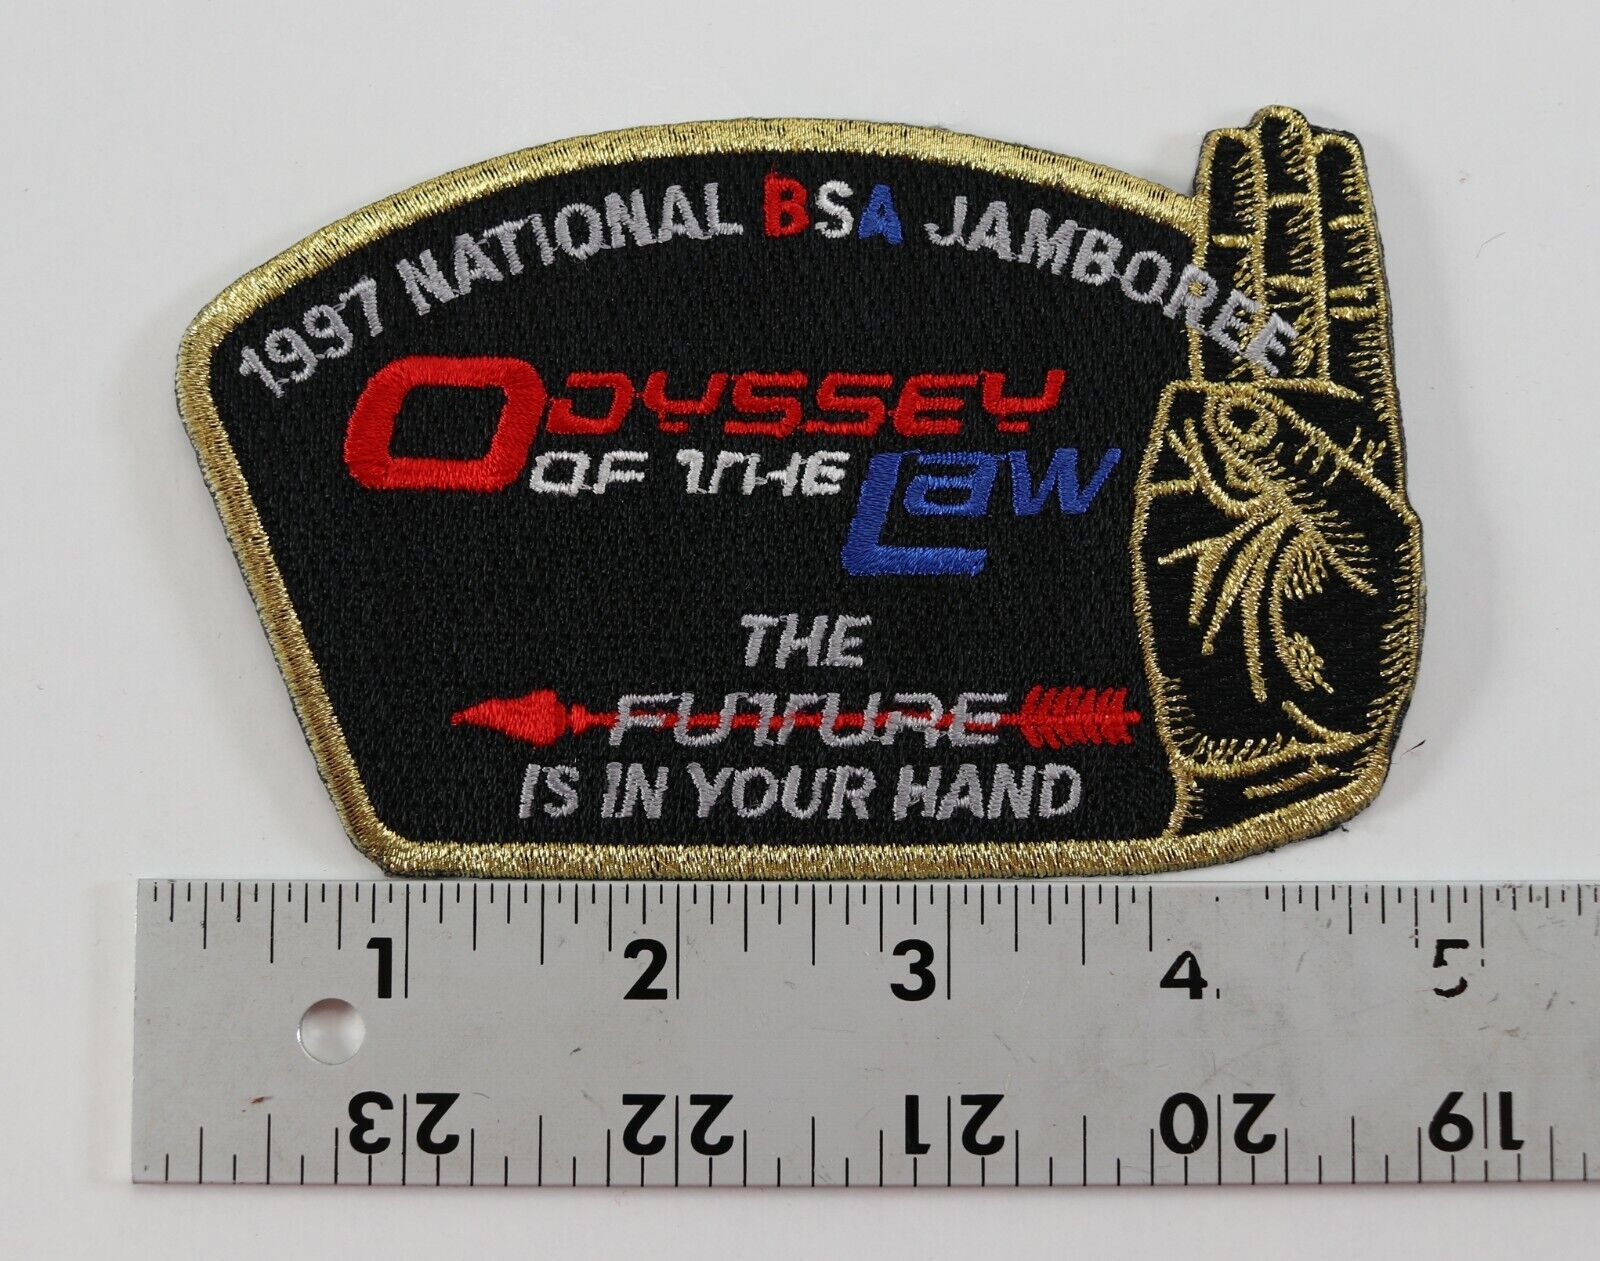 1997 NATIONAL BSA JAMBOREE
ODYSSEY
OF THE LAW
THE
FUTURE
IS IN YOUR HAND
1 2 3 4 5
23 22 21 20 19